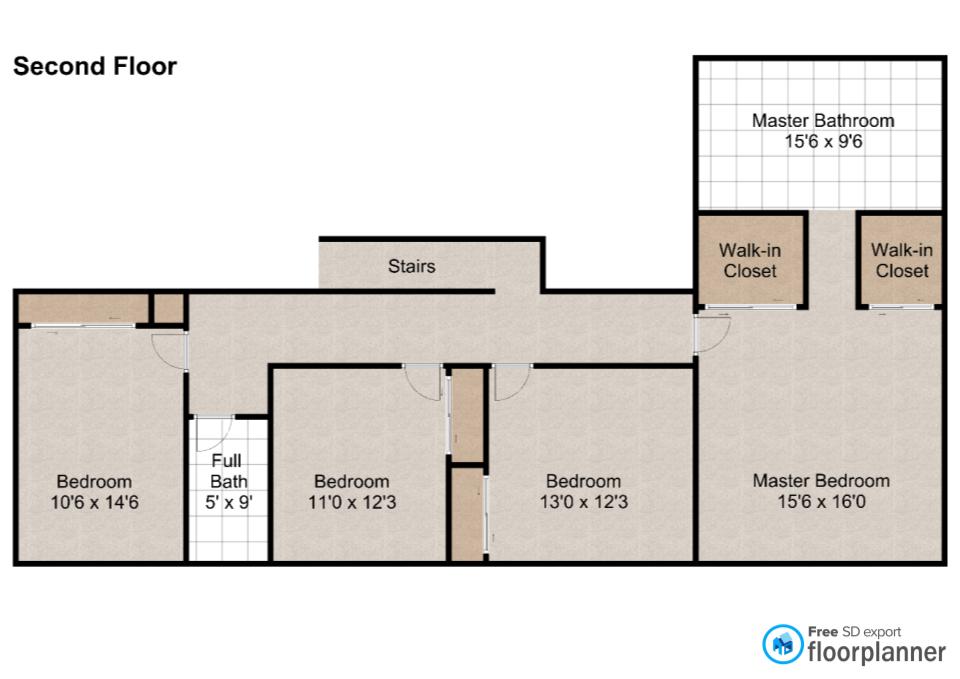 Second Floor
Master Bathroom
15'6 x 9'6
Walk-in
Closet
Walk-in
Closet
Stairs
Bedroom
10'6 x 14'6
Full
Bath
5' x 9'
Bedroom
11'0 x 12'3
Bedroom
13'0 x 12'3
Master Bedroom
15'6 x 16'0
Free SD export
floorplanner